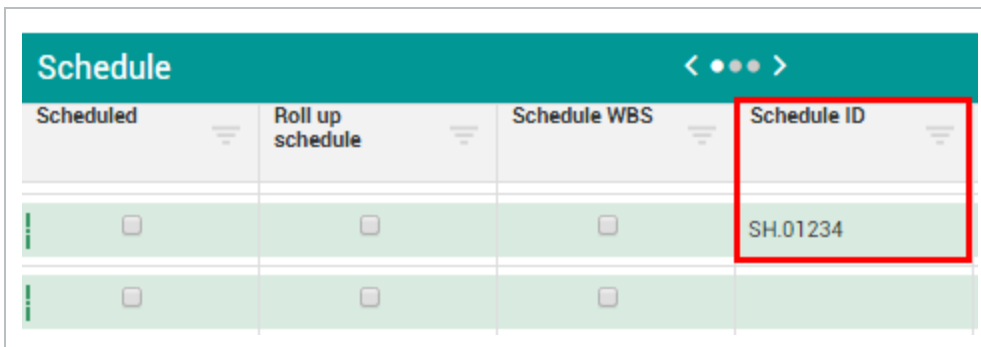 Schedule
Scheduled
Roll up
schedule
Schedule WBS
Schedule ID
SH.01234